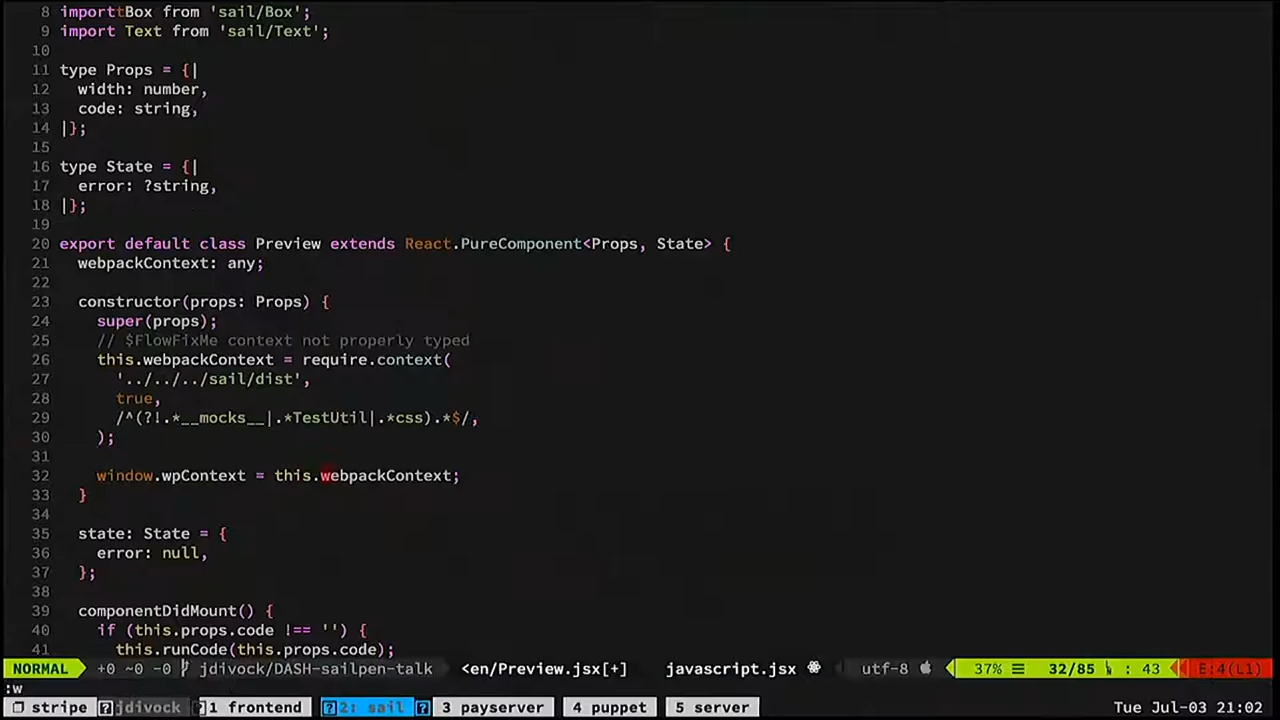 8 importtBox from 'sail/Box';
9 import Text from 'sail/Text';
10
11 type Props = {|
12 width: number,
13 code: string,
14 |};
15
16 type State = {|
17 error: ?string,
18 |};
19
20 export default class Preview extends React.PureComponent<Props, State> {
21 webpackContext: any;
22
23 constructor(props: Props) {
24 super(props);
25 // $FlowFixMe context not properly typed
26 this.webpackContext = require.context(
27 '../../../sail/dist',
28 true,
29 /^(?!.*__mocks__|.*TestUtil|.*css).*$/,
30 );
31
32 window.wpContext = this.webpackContext;
33 }
34
35 state: State = {
36 error: null,
37 };
38
39 componentDidMount() {
40 if (this.props.code !== '') {
41 this.runCode(this.props.code);
NORMAL +0 ~0 -0 jdivock/DASH-sailpen-talk <en/Preview.jsx[+] javascript.jsx utf-8 37% 32/85 : 43 E:4(L1)
:w
stripe jdivock 1 frontend 2: sail 3 payserver 4 puppet 5 server Tue Jul-03 21:02